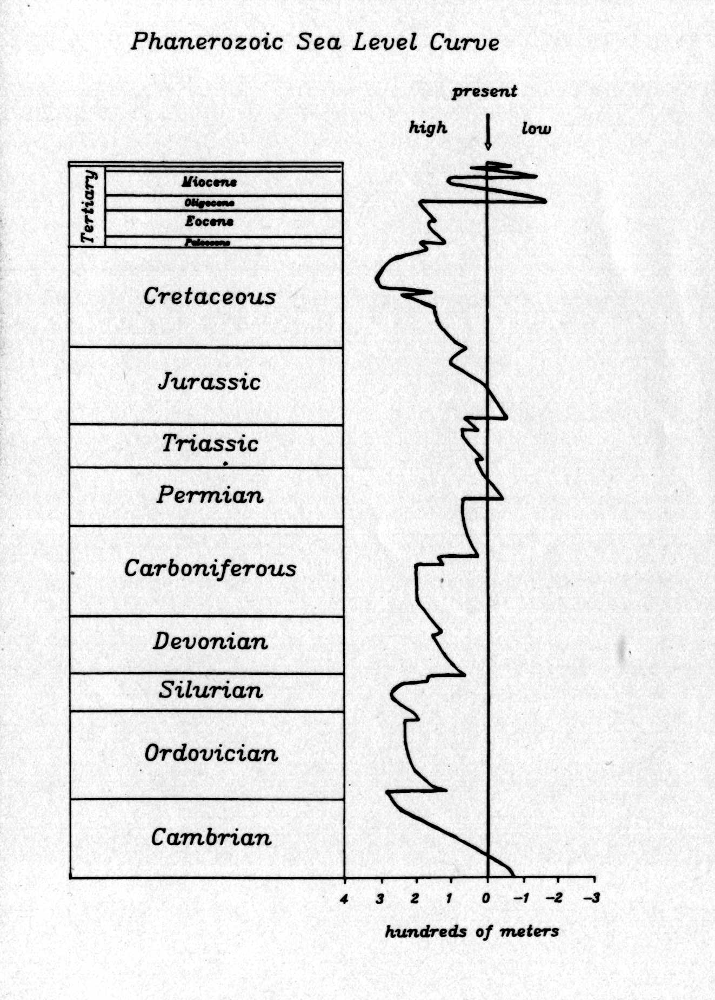 Phanerozoic Sea Level Curve
present
high
low
Tertiary
Miocene
Oligocene
Eocene
Paleocene
Cretaceous
Jurassic
Triassic
Permian
Carboniferous
Devonian
Silurian
Ordovician
Cambrian
4 3 2 1 0 -1 -2 -3
hundreds of meters